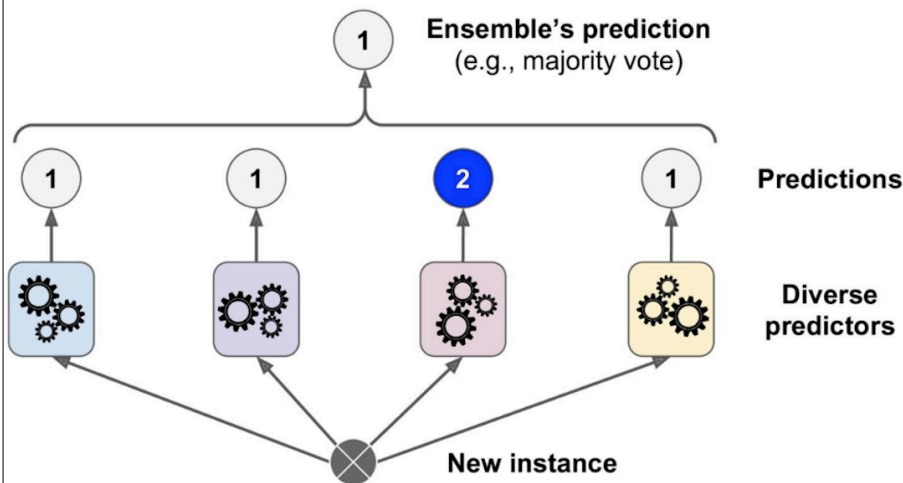 1
Ensemble's prediction
(e.g., majority vote)
1 1 2 1 Predictions
Diverse
predictors
New instance